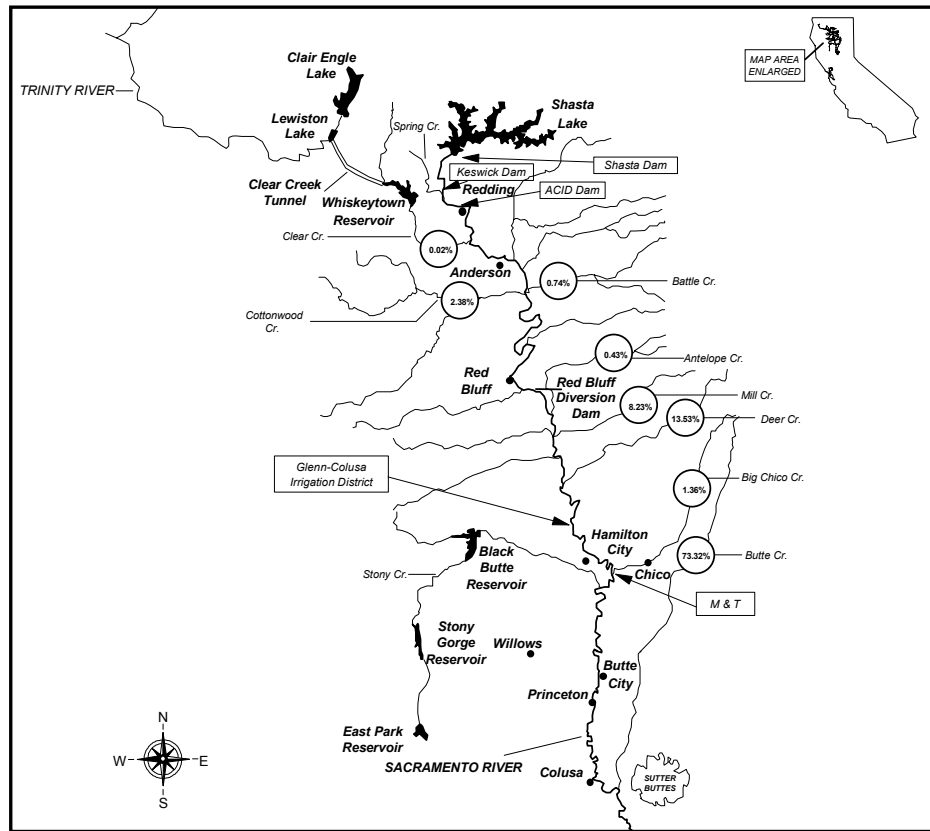 Clair Engle
Lake
MAP AREA
ENLARGED
TRINITY RIVER
Lewiston
Lake
Spring Cr.
Shasta
Lake
Shasta Dam
Keswick Dam
Clear Creek
Tunnel
Redding
ACID Dam
Whiskeytown
Reservoir
Clear Cr.
0.02%
Anderson
0.74%
Battle Cr.
2.38%
Cottonwood
Cr.
0.43%
Antelope Cr.
Red
Bluff
Red Bluff
Diversion
Dam
8.23%
Mill Cr.
13.53%
Deer Cr.
Glenn-Colusa
Irrigation District
1.36%
Big Chico Cr.
Hamilton
City
73.32%
Butte Cr.
Black
Butte
Reservoir
Chico
Stony Cr.
M & T
Stony
Gorge
Reservoir
Willows
Butte
City
Princeton
East Park
Reservoir
N
W
E
S
SACRAMENTO RIVER
Colusa
SUTTER
BUTTES